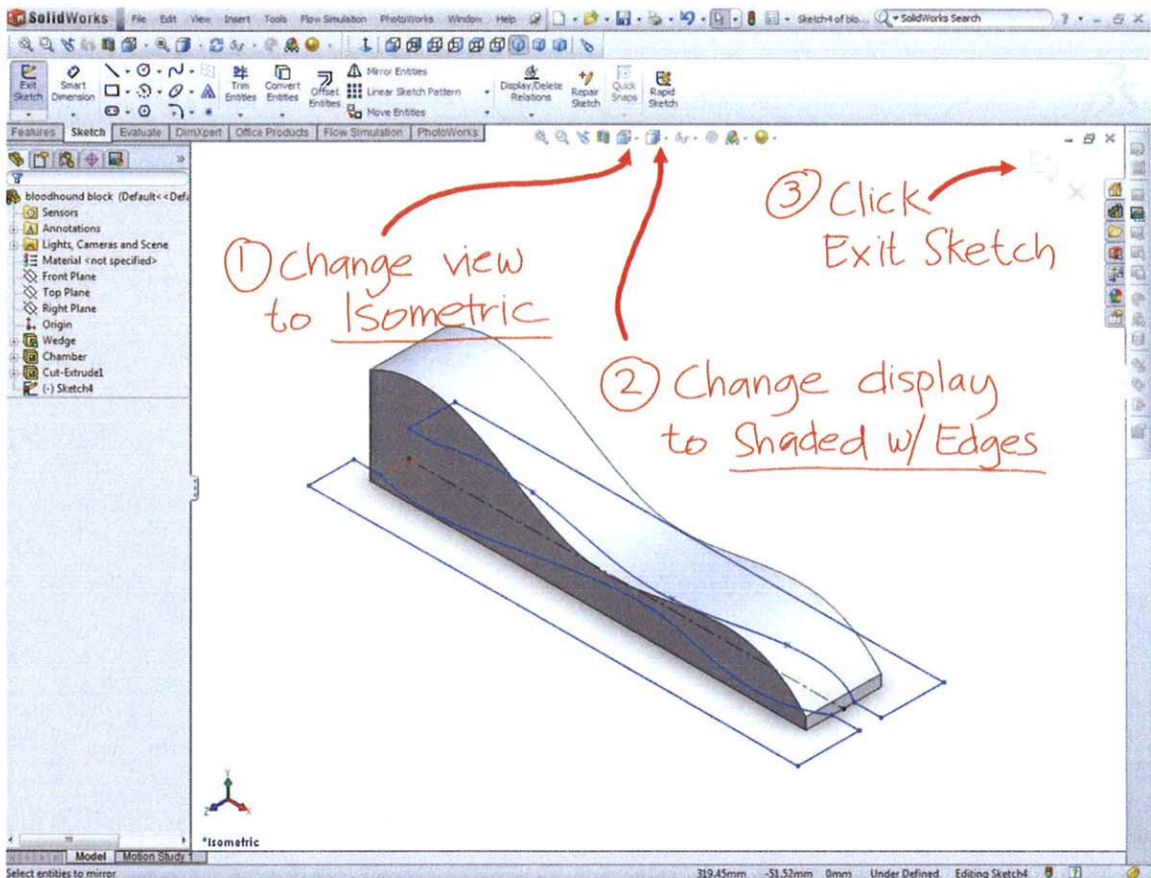 SolidWorks File Edit View Insert Tools Flow Simulation PhotoWorks Window Help Sketch4 of blo... SolidWorks Search ?
Exit Sketch
Smart Dimension
Trim Entities
Convert Entities
Offset Entities
Mirror Entities
Linear Sketch Pattern
Move Entities
Display/Delete Relations
Repair Sketch
Quick Snaps
Rapid Sketch
Features Sketch Evaluate DimXpert Office Products Flow Simulation PhotoWorks
bloodhound block (Default<<Defa
Sensors
Annotations
Lights, Cameras and Scene
Material <not specified>
Front Plane
Top Plane
Right Plane
Origin
Wedge
Chamber
Cut-Extrude1
(-) Sketch4
① Change view
to Isometric
② Change display
to Shaded w/ Edges
③ Click
Exit Sketch
Y
Z X
*Isometric
Model Motion Study 1
Select entities to mirror 319.45mm -51.52mm 0mm Under Defined Editing Sketch4 ?